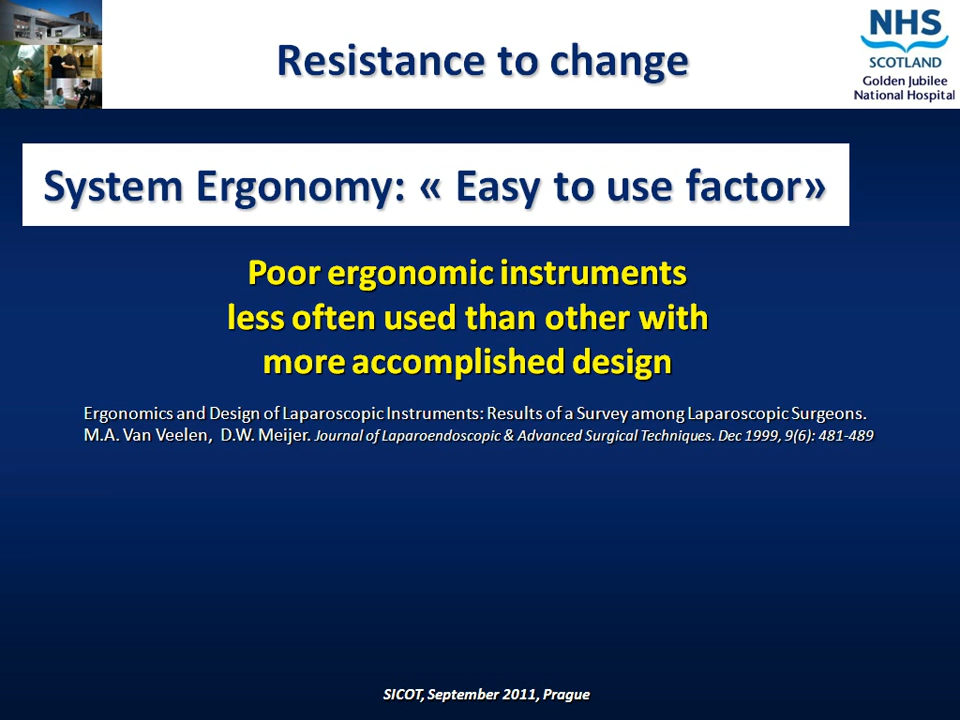 Resistance to change
NHS
SCOTLAND
Golden Jubilee
National Hospital
System Ergonomy: « Easy to use factor»
Poor ergonomic instruments
less often used than other with
more accomplished design
Ergonomics and Design of Laparoscopic Instruments: Results of a Survey among Laparoscopic Surgeons.
M.A. Van Veelen, D.W. Meijer. Journal of Laparoendoscopic & Advanced Surgical Techniques. Dec 1999, 9(6): 481-489
SICOT, September 2011, Prague